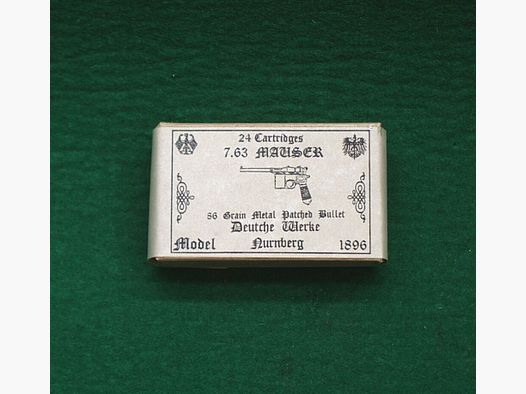 24 Cartridges
7.63 MAUSER
86 Grain Metal Patched Bullet
Deutche Werke
Model Nurnberg 1896